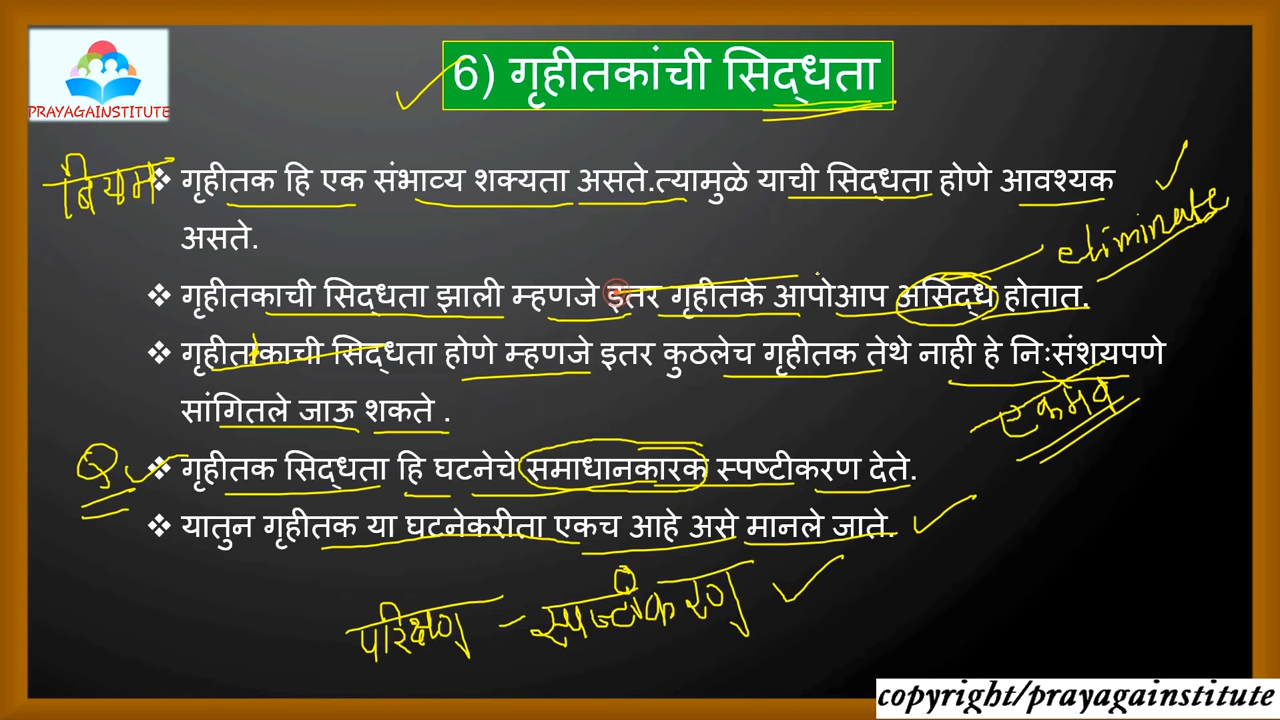 PRAYAGAINSTITUTE
6) गृहीतकांची सिद्धता
नियम
❖ गृहीतक हि एक संभाव्य शक्यता असते.त्यामुळे याची सिद्धता होणे आवश्यक
असते.
eliminate
❖ गृहीतकाची सिद्धता झाली म्हणजे इतर गृहीतके आपोआप असिद्ध होतात.
❖ गृहीतकाची सिद्धता होणे म्हणजे इतर कुठलेच गृहीतक तेथे नाही हे निःसंशयपणे
सांगितले जाऊ शकते .
एकमेव
Q
❖ गृहीतक सिद्धता हि घटनेचे समाधानकारक स्पष्टीकरण देते.
❖ यातुन गृहीतक या घटनेकरीता एकच आहे असे मानले जाते.
परिक्षण - स्पष्टीकरण
copyright/prayagainstitute